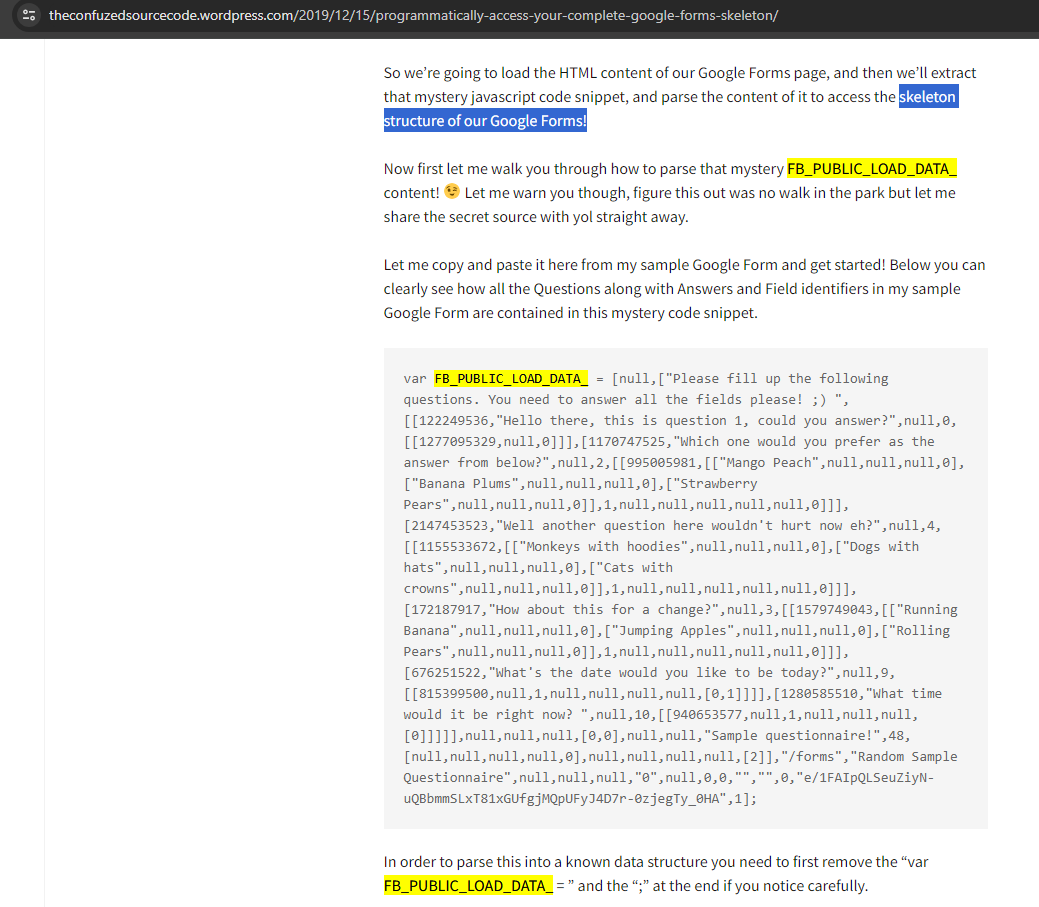 theconfuzedsourcecode.wordpress.com/2019/12/15/programmatically-access-your-complete-google-forms-skeleton/
So we’re going to load the HTML content of our Google Forms page, and then we’ll extract
that mystery javascript code snippet, and parse the content of it to access the skeleton
structure of our Google Forms!
Now first let me walk you through how to parse that mystery FB_PUBLIC_LOAD_DATA_
content! 😉 Let me warn you though, figure this out was no walk in the park but let me
share the secret source with yol straight away.
Let me copy and paste it here from my sample Google Form and get started! Below you can
clearly see how all the Questions along with Answers and Field identifiers in my sample
Google Form are contained in this mystery code snippet.
var FB_PUBLIC_LOAD_DATA_ = [null,["Please fill up the following
questions. You need to answer all the fields please! ;) ",
[[122249536,"Hello there, this is question 1, could you answer?",null,0,
[[1277095329,null,0]]],[1170747525,"Which one would you prefer as the
answer from below?",null,2,[[995005981,[["Mango Peach",null,null,null,0],
["Banana Plums",null,null,null,0],["Strawberry
Pears",null,null,null,0]],1,null,null,null,null,null,0]]],
[2147453523,"Well another question here wouldn't hurt now eh?",null,4,
[[1155533672,[["Monkeys with hoodies",null,null,null,0],["Dogs with
hats",null,null,null,0],["Cats with
crowns",null,null,null,0]],1,null,null,null,null,null,0]]],
[172187917,"How about this for a change?",null,3,[[1579749043,[["Running
Banana",null,null,null,0],["Jumping Apples",null,null,null,0],["Rolling
Pears",null,null,null,0]],1,null,null,null,null,null,0]]],
[676251522,"What's the date would you like to be today?",null,9,
[[815399500,null,1,null,null,null,null,[0,1]]]],[1280585510,"What time
would it be right now? ",null,10,[[940653577,null,1,null,null,null,
[0]]]]],null,null,null,[0,0],null,null,"Sample questionnaire!",48,
[null,null,null,null,0],null,null,null,null,[2]],"/forms","Random Sample
Questionnaire",null,null,null,"0",null,0,0,"","",0,"e/1FAIpQLSeuZiyN-
uQBbmmSLxT81xGUfgjMQpUFyJ4D7r-0zjegTy_0HA",1];
In order to parse this into a known data structure you need to first remove the “var
FB_PUBLIC_LOAD_DATA_ = ” and the “;” at the end if you notice carefully.